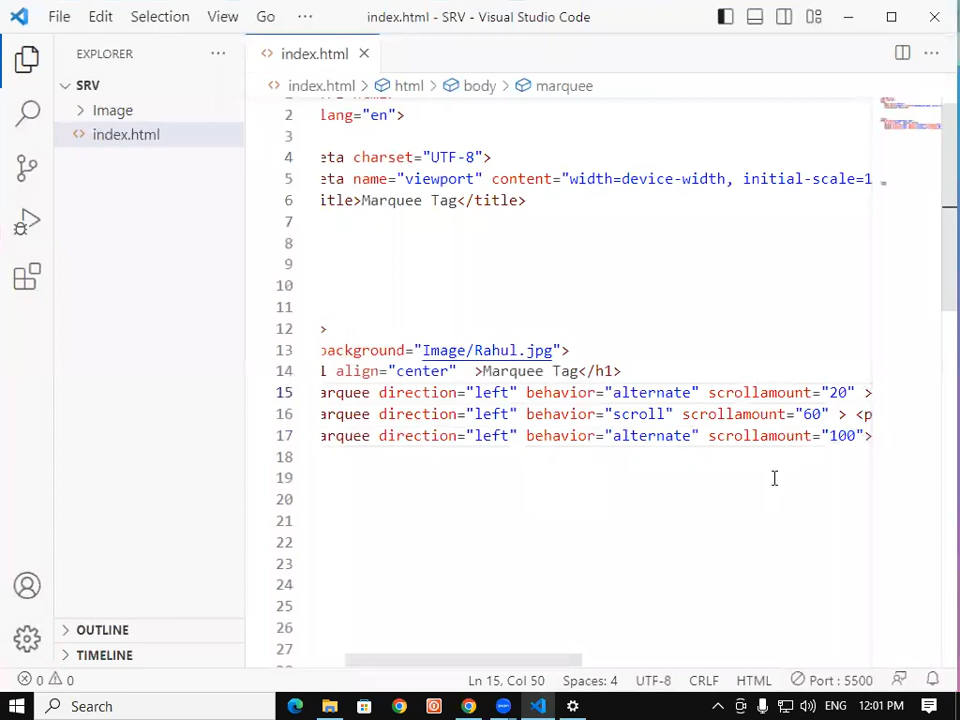 File Edit Selection View Go ··· index.html - SRV - Visual Studio Code
EXPLORER ···
index.html
SRV
index.html > html > body > marquee
Image
index.html
2 lang="en">
3
4 eta charset="UTF-8">
5 eta name="viewport" content="width=device-width, initial-scale=1
6 itle>Marquee Tag</title>
7
8
9
10
11
12 >
13 background="Image/Rahul.jpg">
14 1 align="center" >Marquee Tag</h1>
15 arquee direction="left" behavior="alternate" scrollamount="20" >
16 arquee direction="left" behavior="scroll" scrollamount="60" > <p
17 arquee direction="left" behavior="alternate" scrollamount="100">
18
19
20
21
22
23
24
25
26
27
OUTLINE
TIMELINE
0 0 Ln 15, Col 50 Spaces: 4 UTF-8 CRLF HTML Port : 5500
Search ENG 12:01 PM